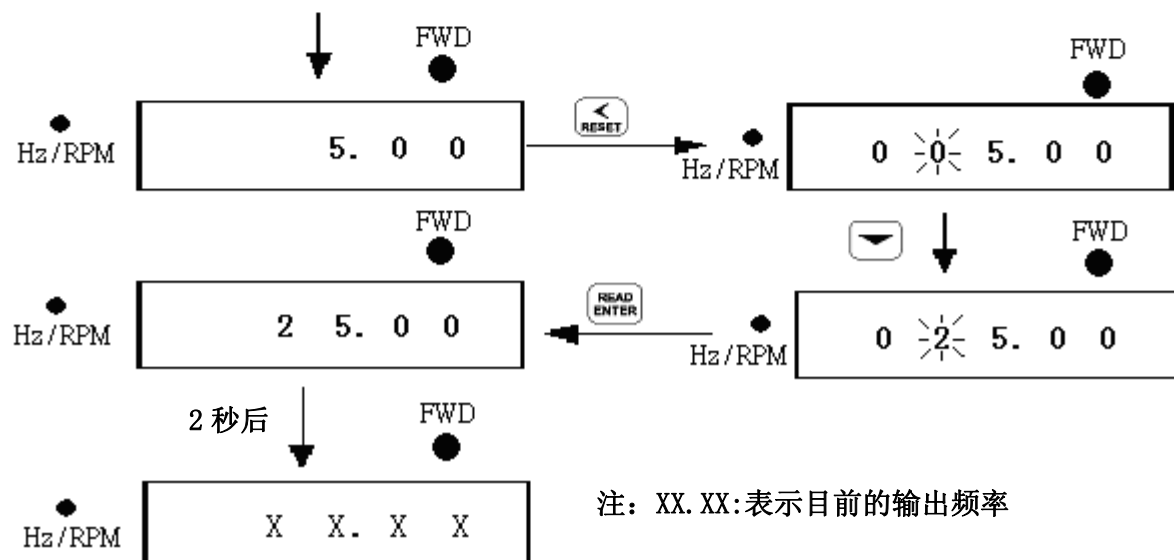 FWD
Hz/RPM
5. 0 0
< RESET
FWD
Hz/RPM
0 0 5. 0 0
FWD
Hz/RPM
0 2 5. 0 0
READ
ENTER
FWD
Hz/RPM
2 5. 0 0
2秒后
FWD
Hz/RPM
X X. X X
注：XX.XX:表示目前的输出频率